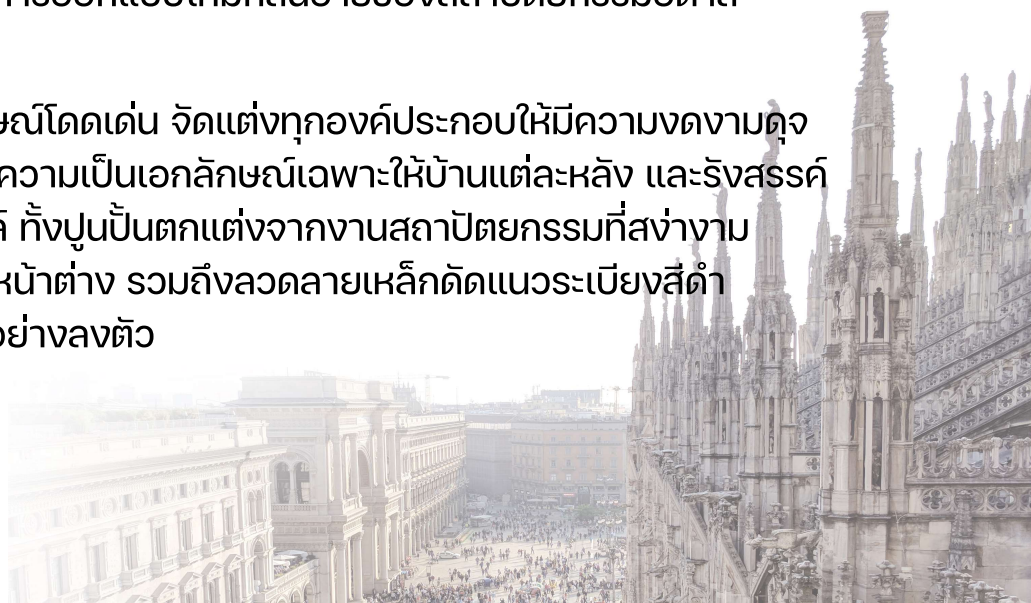 ษณ์โดดเด่น จัดแต่งทุกองค์ประกอบให้มีความงดงามดุจ
ความเป็นเอกลักษณ์เฉพาะให้บ้านแต่ละหลัง และรังสรรค์
ล์ ทั้งปูนปั้นตกแต่งจากงานสถาปัตยกรรมที่สง่างาม
หน้าต่าง รวมถึงลวดลายเหล็กดัดแนวระเบียงสีดำ
อย่างลงตัว